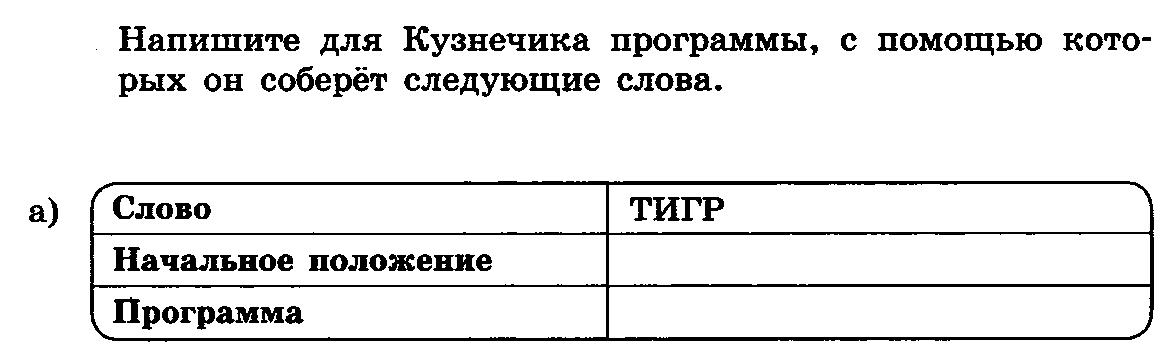 Напишите для Кузнечика программы, с помощью кото-
рых он соберёт следующие слова.
а) Слово ТИГР
Начальное положение
Программа